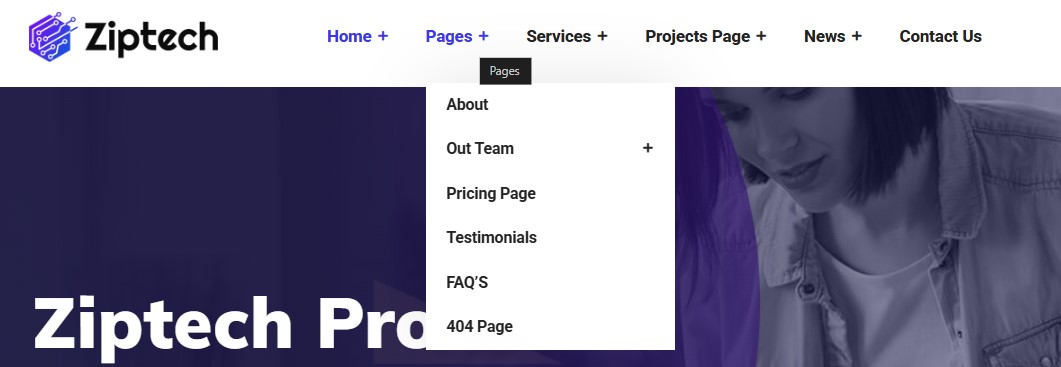 Ziptech
Home + Pages + Services + Projects Page + News + Contact Us
Pages
About
Out Team +
Pricing Page
Testimonials
FAQ'S
404 Page
Ziptech Pro